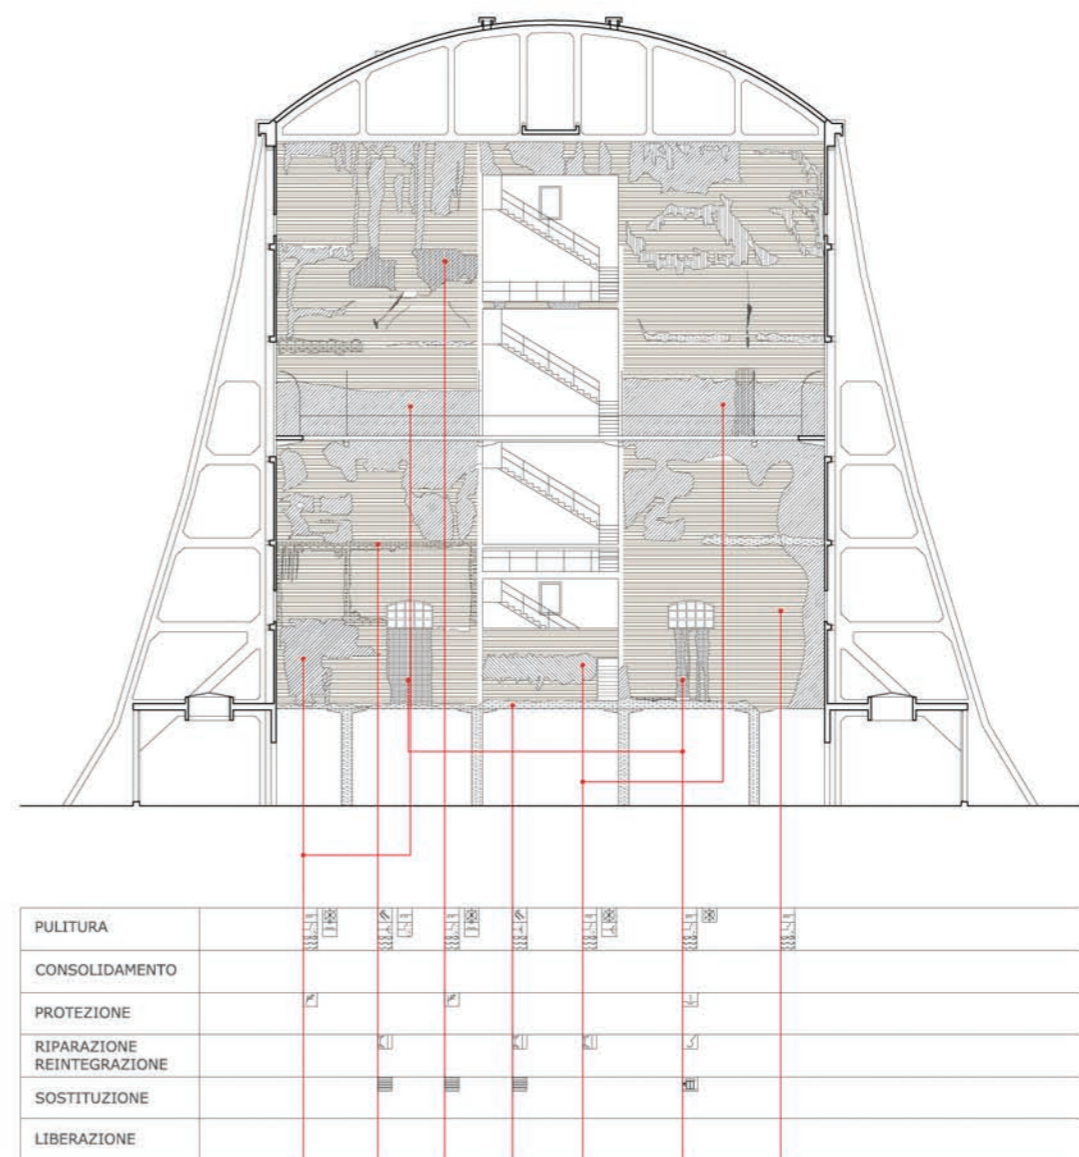 PULITURA
CONSOLIDAMENTO
PROTEZIONE
RIPARAZIONE
REINTEGRAZIONE
SOSTITUZIONE
LIBERAZIONE